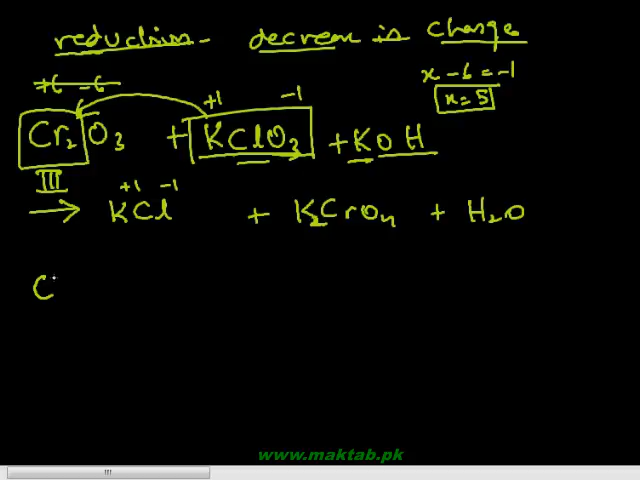 reduction - decrease in charge
+6 -6
x - 6 = -1
x = 5
+1 -1
Cr₂O₃ + KClO₃ + KOH
III
+1 -1
→ KCl + K₂CrO₄ + H₂O
C
www.maktab.pk